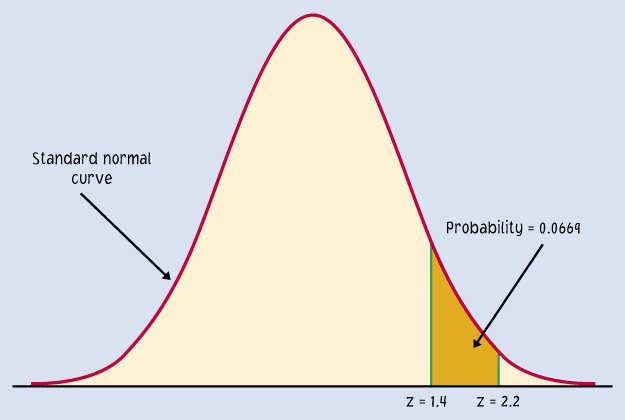 Standard normal
curve
Probability = 0.0669
z = 1.4
z = 2.2